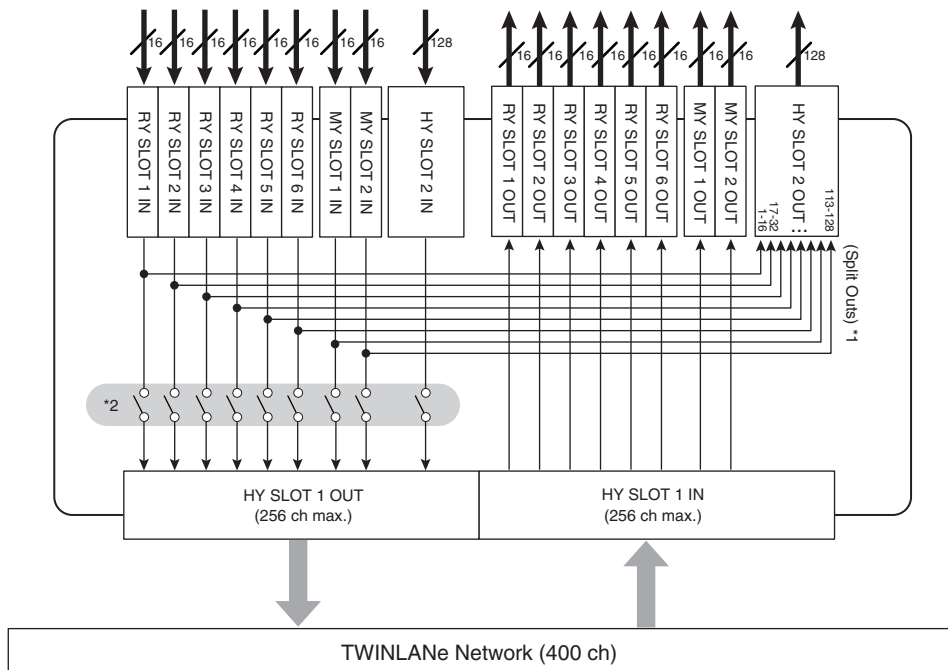 16 16 16 16 16 16 16 16 128 16 16 16 16 16 16 16 16 128
RY SLOT 1 IN
RY SLOT 2 IN
RY SLOT 3 IN
RY SLOT 4 IN
RY SLOT 5 IN
RY SLOT 6 IN
MY SLOT 1 IN
MY SLOT 2 IN
HY SLOT 2 IN
RY SLOT 1 OUT
RY SLOT 2 OUT
RY SLOT 3 OUT
RY SLOT 4 OUT
RY SLOT 5 OUT
RY SLOT 6 OUT
MY SLOT 1 OUT
MY SLOT 2 OUT
HY SLOT 2 OUT
1-16
17-32
...
113-128
(Split Outs) *1
*2
HY SLOT 1 OUT
(256 ch max.)
HY SLOT 1 IN
(256 ch max.)
TWINLANe Network (400 ch)